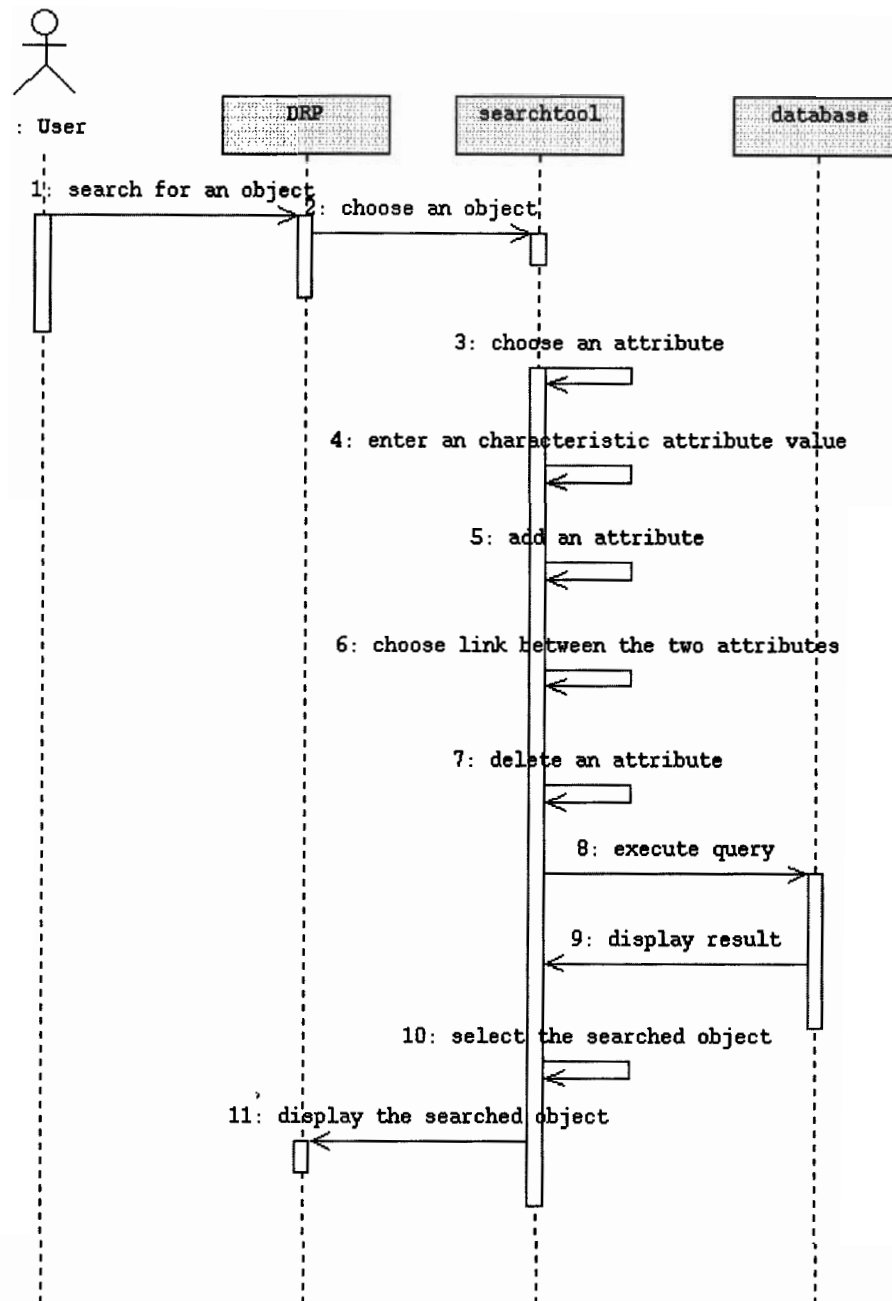 : User
DRP
searchtool
database
1: search for an object
2: choose an object
3: choose an attribute
4: enter an characteristic attribute value
5: add an attribute
6: choose link between the two attributes
7: delete an attribute
8: execute query
9: display result
10: select the searched object
11: display the searched object